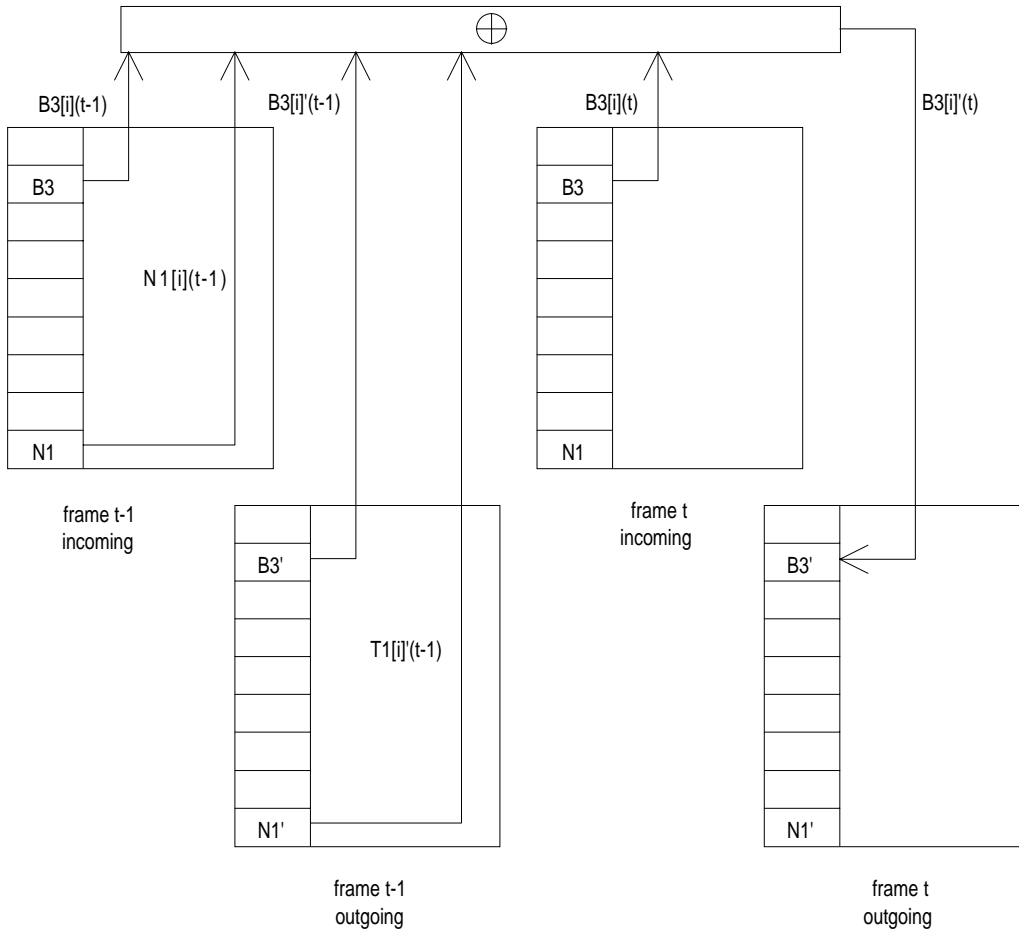 B3[i](t-1)
B3[i]'(t-1)
B3[i](t)
B3[i]'(t)
B3
N1[i](t-1)
N1
frame t-1
incoming
B3
N1
frame t
incoming
B3'
T1[i]'(t-1)
N1'
frame t-1
outgoing
B3'
N1'
frame t
outgoing